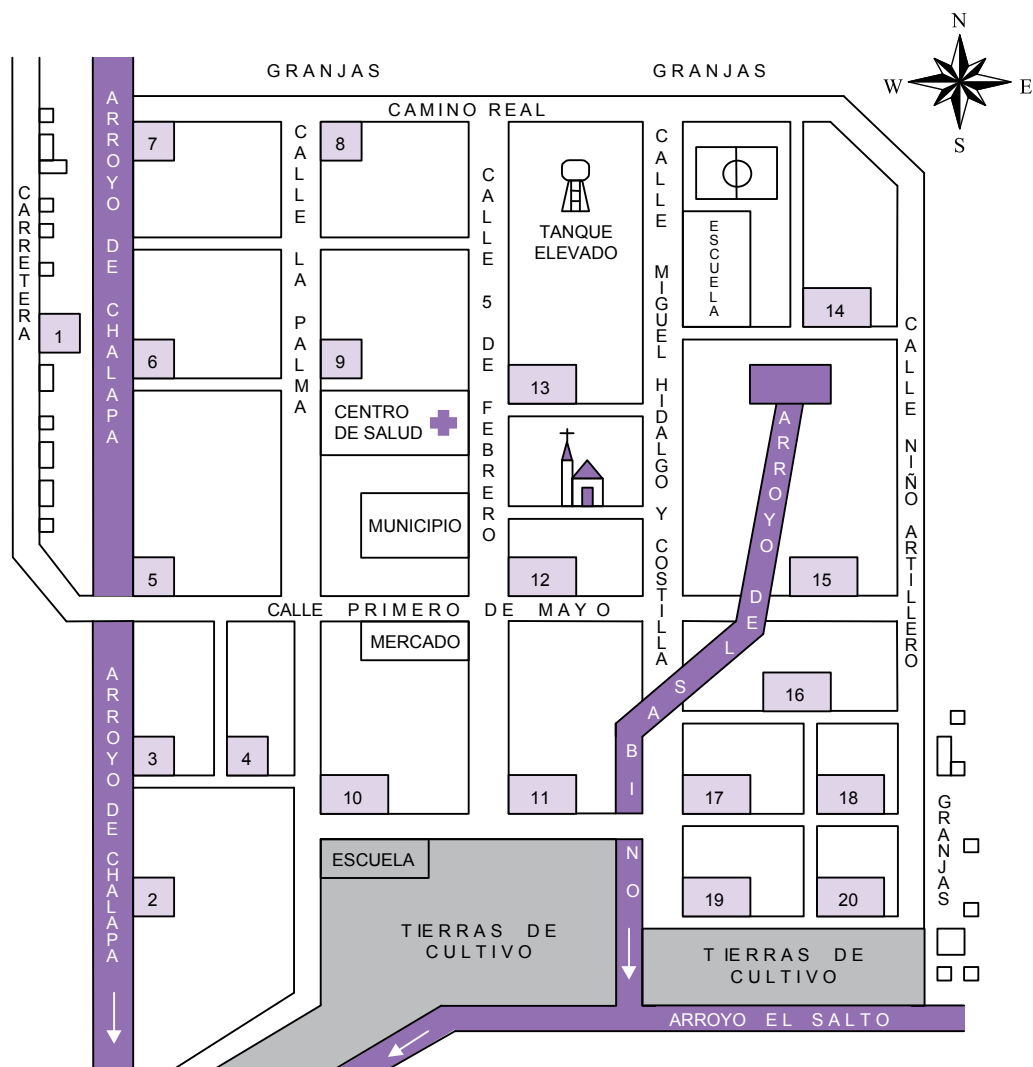 N
W E
S
GRANJAS GRANJAS
CAMINO REAL
CARRETERA
ARROYO DE CHALAPA
CALLE LA PALMA
CALLE 5 DE FEBRERO
CALLE MIGUEL HIDALGO Y COSTILLA
CALLE NIÑO ARTILLERO
7
8
TANQUE
ELEVADO
ESCUELA
14
1
6
9
13
CENTRO
DE SALUD
MUNICIPIO
5
12
15
ARROYO DEL SABINO
CALLE PRIMERO DE MAYO
MERCADO
ARROYO DE CHALAPA
3
4
10
11
16
17
18
GRANJAS
ESCUELA
2
19
20
TIERRAS DE
CULTIVO
TIERRAS DE
CULTIVO
ARROYO EL SALTO